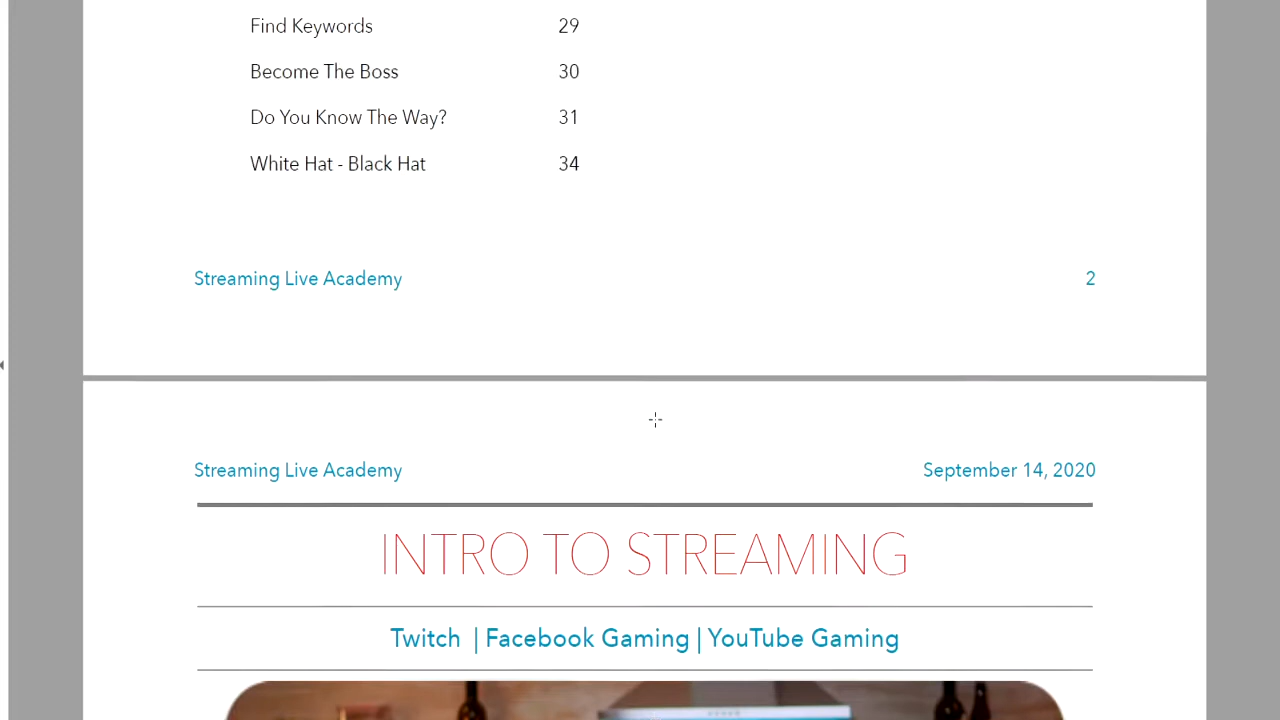 Find Keywords 29
Become The Boss 30
Do You Know The Way? 31
White Hat - Black Hat 34
Streaming Live Academy 2
Streaming Live Academy September 14, 2020
INTRO TO STREAMING
Twitch | Facebook Gaming | YouTube Gaming